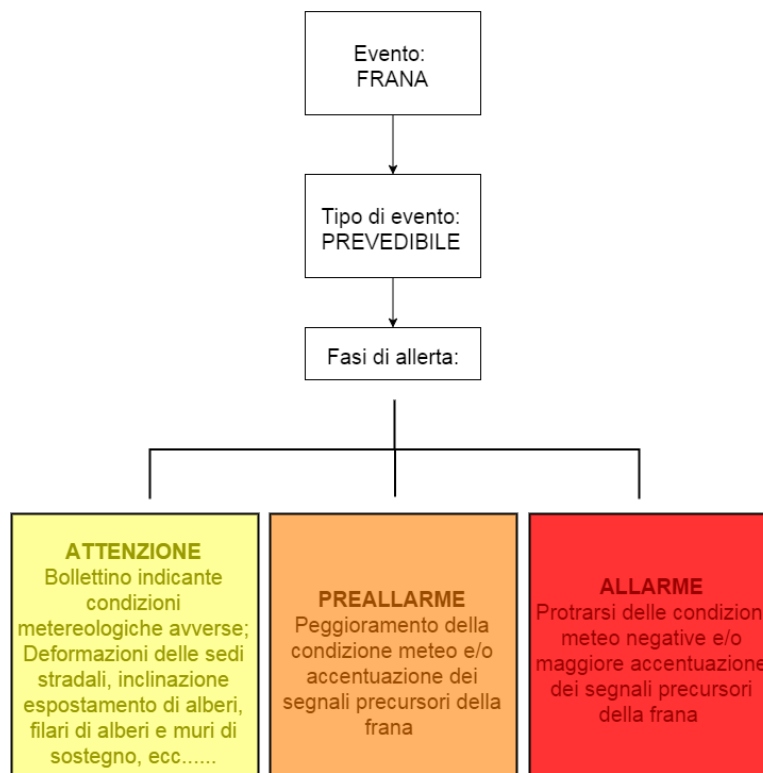 Evento:
FRANA
Tipo di evento:
PREVEDIBILE
Fasi di allerta:
ATTENZIONE
Bollettino indicante
condizioni
metereologiche avverse;
Deformazioni delle sedi
stradali, inclinazione
espostamento di alberi,
filari di alberi e muri di
sostegno, ecc......
PREALLARME
Peggioramento della
condizione meteo e/o
accentuazione dei
segnali precursori della
frana
ALLARME
Protrarsi delle condizion
meteo negative e/o
maggiore accentuazione
dei segnali precursori
della frana